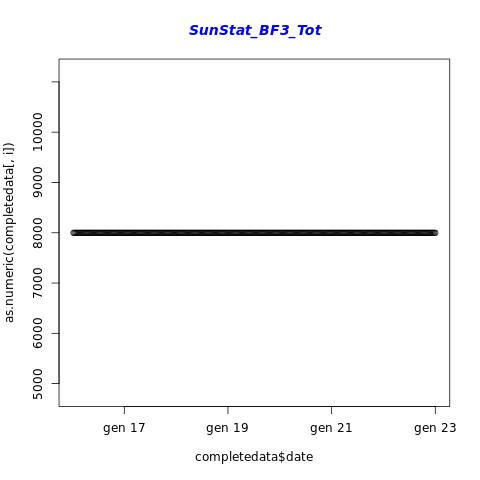 SunStat_BF3_Tot
as.numeric(completedata[, i])
10000
9000
8000
7000
6000
5000
gen 17 gen 19 gen 21 gen 23
completedata$date